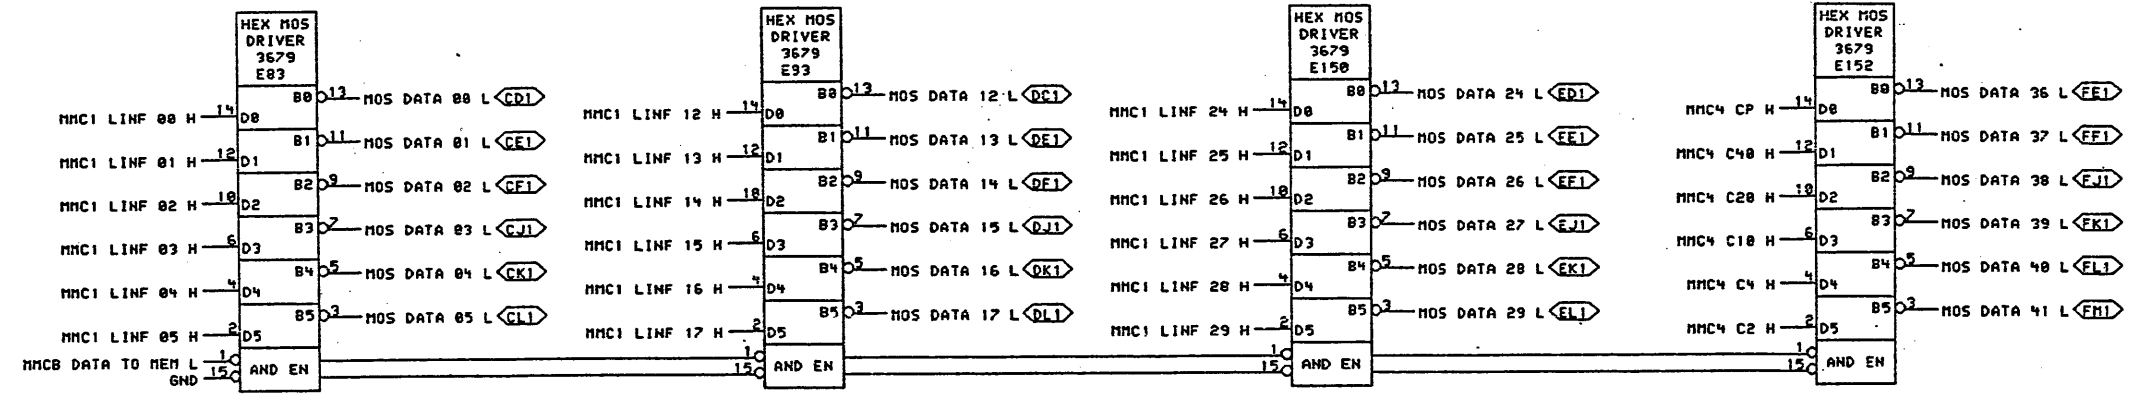 HEX MOS
DRIVER
3679
E83
B0 13 MOS DATA 00 L CD1
MMC1 LINF 00 H 14 D0
B1 11 MOS DATA 01 L CE1
MMC1 LINF 01 H 12 D1
B2 9 MOS DATA 02 L CF1
MMC1 LINF 02 H 10 D2
B3 7 MOS DATA 03 L CJ1
MMC1 LINF 03 H 6 D3
B4 5 MOS DATA 04 L CK1
MMC1 LINF 04 H 4 D4
B5 3 MOS DATA 05 L CL1
MMC1 LINF 05 H 2 D5
MMCB DATA TO MEM L 1
GND 15 AND EN
HEX MOS
DRIVER
3679
E93
B0 13 MOS DATA 12 L DC1
MMC1 LINF 12 H 14 D0
B1 11 MOS DATA 13 L DE1
MMC1 LINF 13 H 12 D1
B2 9 MOS DATA 14 L DF1
MMC1 LINF 14 H 10 D2
B3 7 MOS DATA 15 L DJ1
MMC1 LINF 15 H 6 D3
B4 5 MOS DATA 16 L DK1
MMC1 LINF 16 H 4 D4
B5 3 MOS DATA 17 L DL1
MMC1 LINF 17 H 2 D5
1
15 AND EN
HEX MOS
DRIVER
3679
E150
B0 13 MOS DATA 24 L ED1
MMC1 LINF 24 H 14 D0
B1 11 MOS DATA 25 L EE1
MMC1 LINF 25 H 12 D1
B2 9 MOS DATA 26 L EF1
MMC1 LINF 26 H 10 D2
B3 7 MOS DATA 27 L EJ1
MMC1 LINF 27 H 6 D3
B4 5 MOS DATA 28 L EK1
MMC1 LINF 28 H 4 D4
B5 3 MOS DATA 29 L EL1
MMC1 LINF 29 H 2 D5
1
15 AND EN
HEX MOS
DRIVER
3679
E152
B0 13 MOS DATA 36 L FE1
MMC4 CP H 14 D0
B1 11 MOS DATA 37 L FF1
MMC4 C40 H 12 D1
B2 9 MOS DATA 38 L FJ1
MMC4 C20 H 10 D2
B3 7 MOS DATA 39 L FK1
MMC4 C10 H 6 D3
B4 5 MOS DATA 40 L FL1
MMC4 C4 H 4 D4
B5 3 MOS DATA 41 L FM1
MMC4 C2 H 2 D5
1
15 AND EN